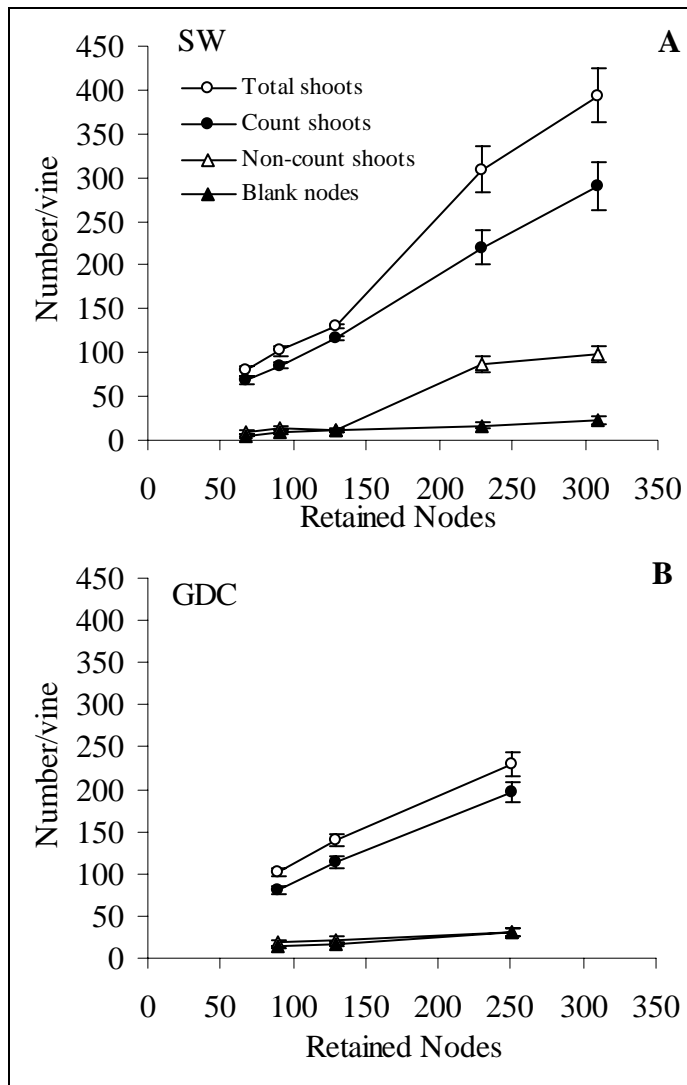 SW
A
450
400
350
300
250
200
150
100
50
0
Number/vine
Total shoots
Count shoots
Non-count shoots
Blank nodes
0 50 100 150 200 250 300 350
Retained Nodes
GDC
B
450
400
350
300
250
200
150
100
50
0
Number/vine
0 50 100 150 200 250 300 350
Retained Nodes